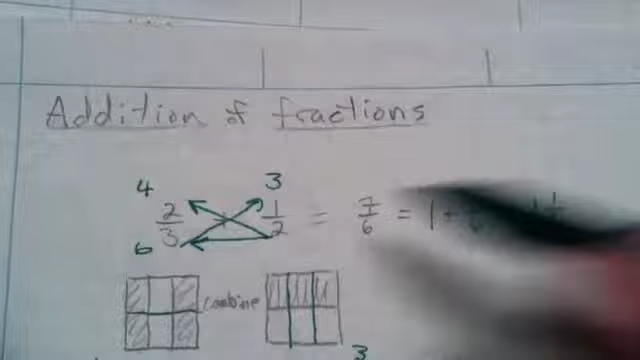 Addition of fractions
4 3
2/3 + 1/2 = 7/6 = 1 +
6
combine
3